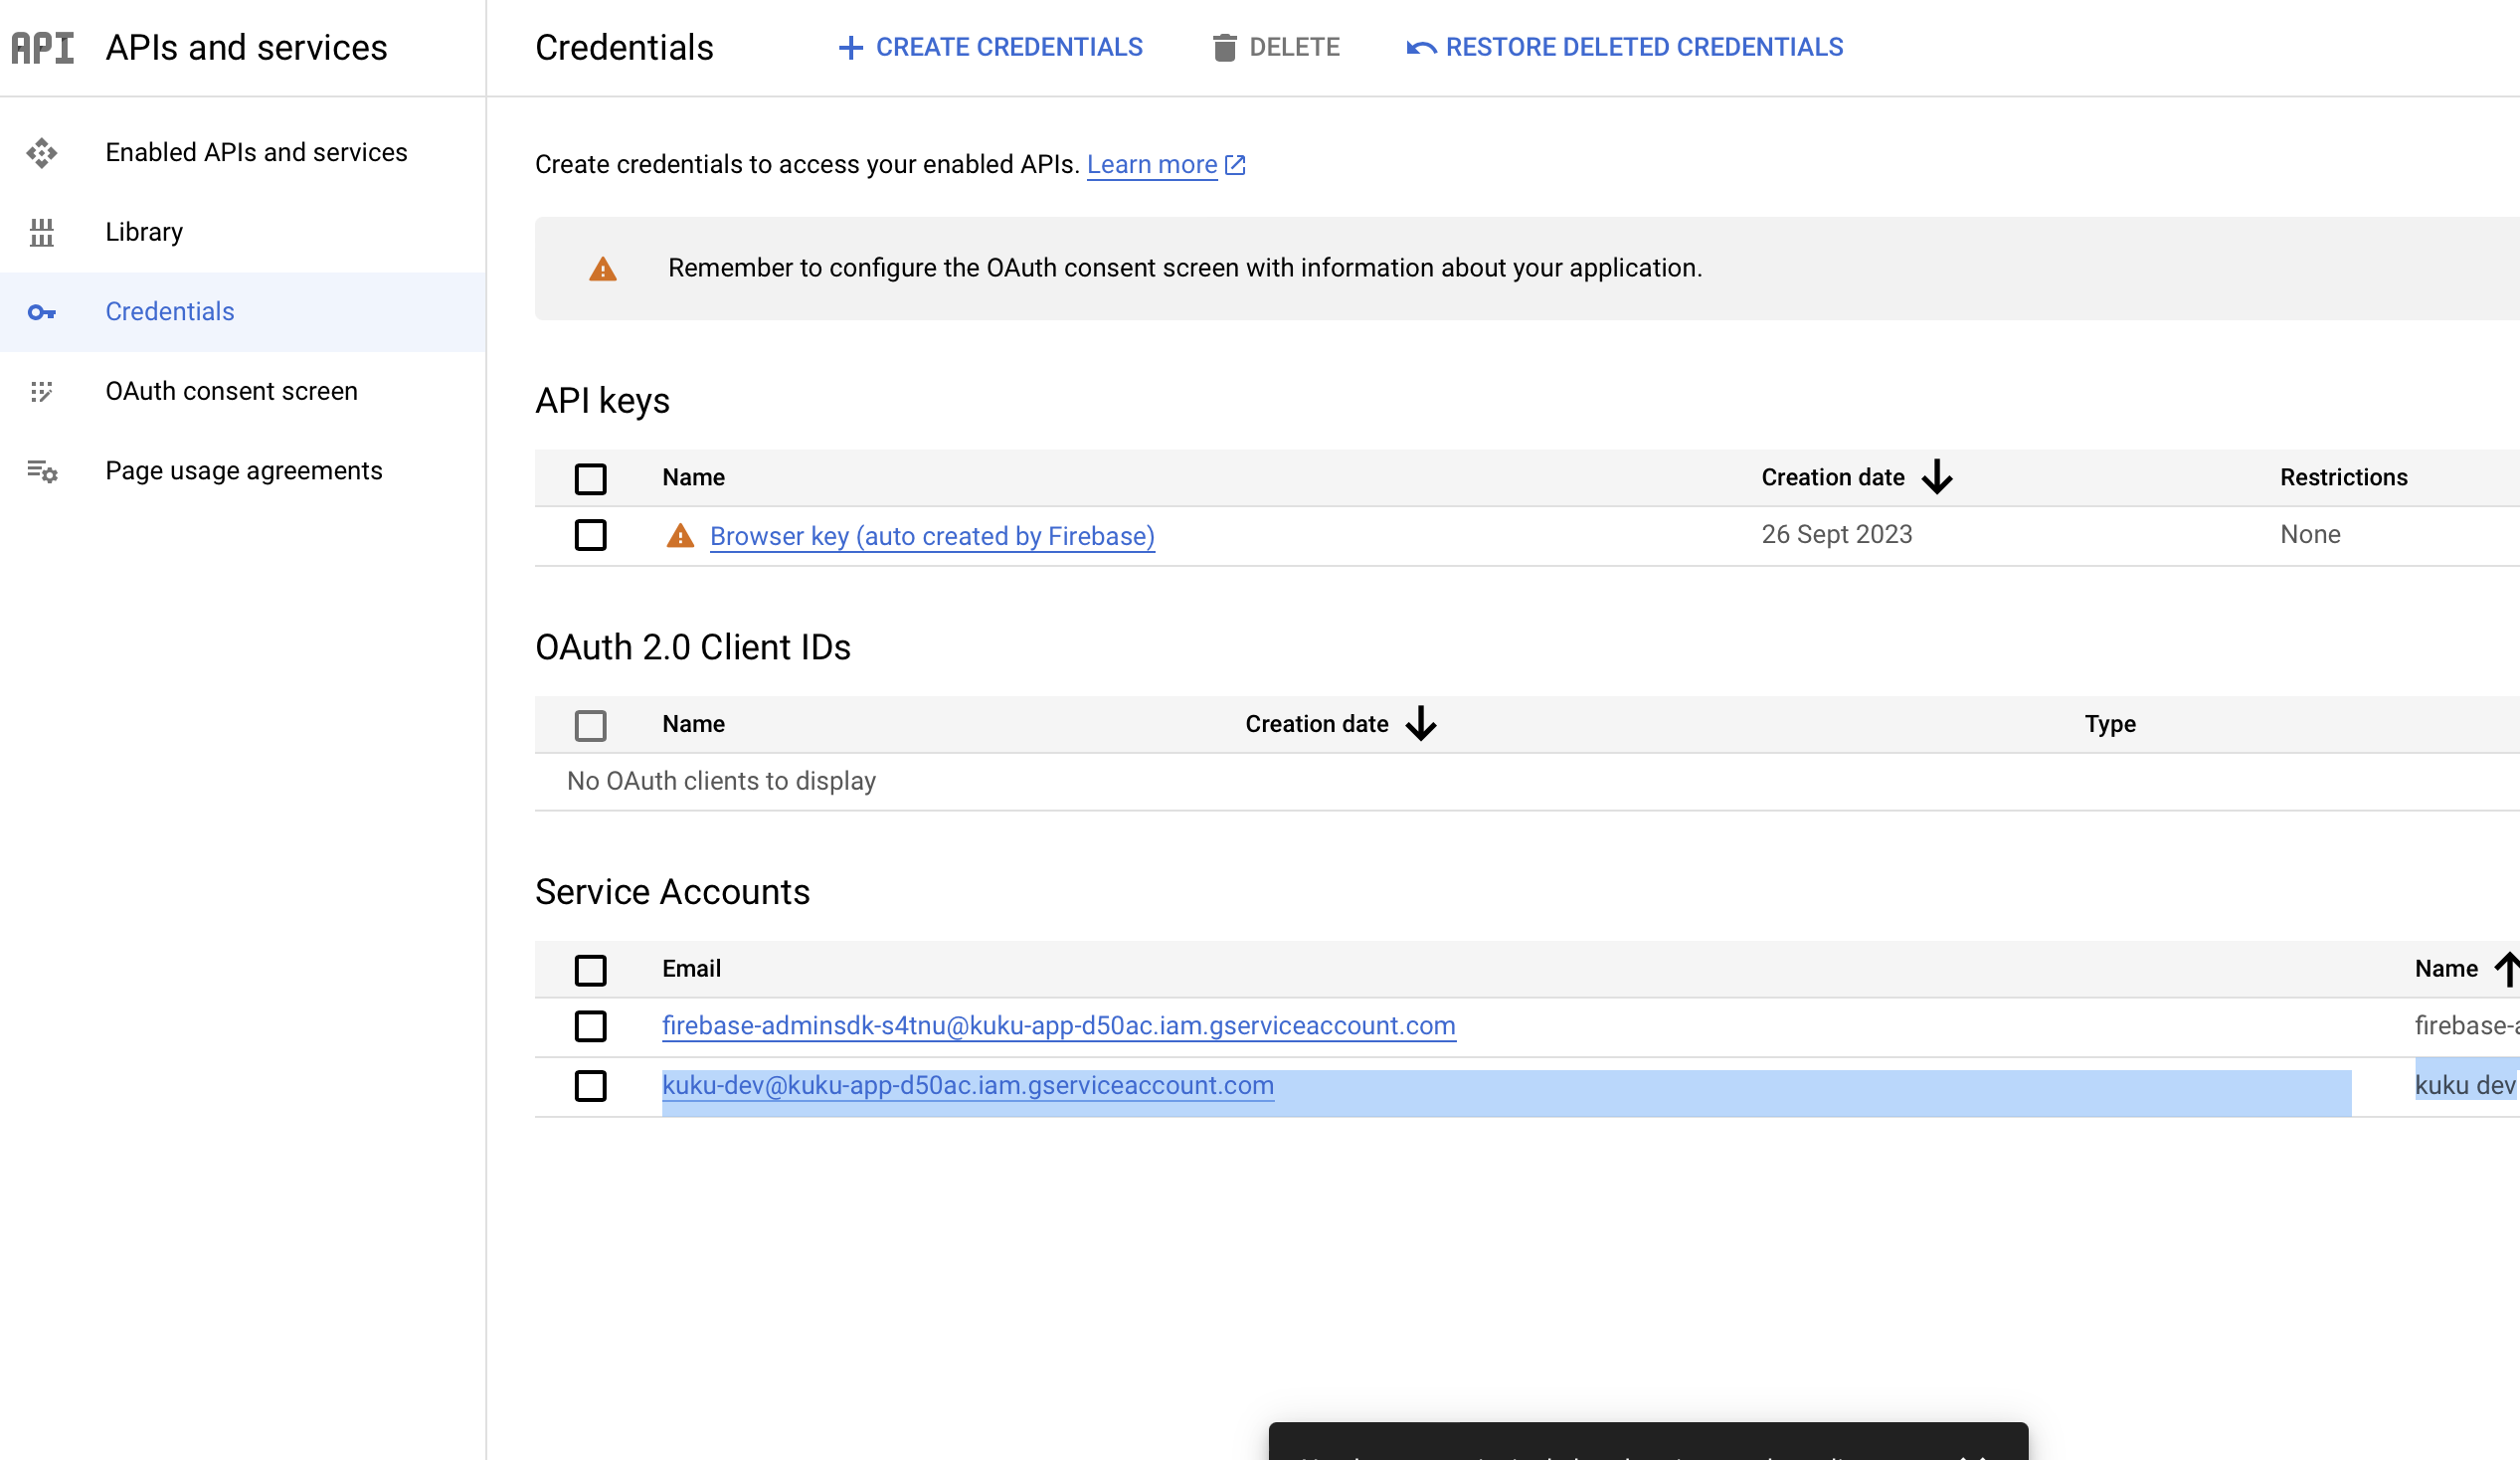 API APIs and services
Credentials
CREATE CREDENTIALS
DELETE
RESTORE DELETED CREDENTIALS
Enabled APIs and services
Library
Credentials
OAuth consent screen
Page usage agreements
Create credentials to access your enabled APIs. Learn more
Remember to configure the OAuth consent screen with information about your application.
API keys
Name Creation date Restrictions
Browser key (auto created by Firebase) 26 Sept 2023 None
OAuth 2.0 Client IDs
Name Creation date Type
No OAuth clients to display
Service Accounts
Email Name
firebase-adminsdk-s4tnu@kuku-app-d50ac.iam.gserviceaccount.com firebase-
kuku-dev@kuku-app-d50ac.iam.gserviceaccount.com kuku dev